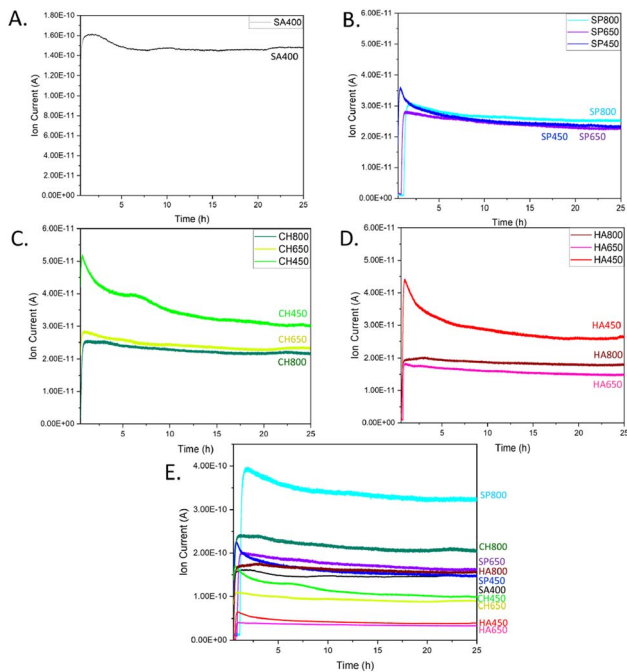 A.
SA400
SA400
1.80E-10
1.60E-10
1.40E-10
1.20E-10
1.00E-10
8.00E-11
6.00E-11
4.00E-11
2.00E-11
0.00E+00
Ion Current (A)
5 10 15 20 25
Time (h)
B.
SP800
SP650
SP450
SP800
SP450 SP650
6.00E-11
5.00E-11
4.00E-11
3.00E-11
2.00E-11
1.00E-11
0.00E+00
Ion Current (A)
5 10 15 20 25
Time (h)
C.
CH800
CH650
CH450
CH450
CH650
CH800
6.00E-11
5.00E-11
4.00E-11
3.00E-11
2.00E-11
1.00E-11
0.00E+00
Ion Current (A)
5 10 15 20 25
Time (h)
D.
HA800
HA650
HA450
HA450
HA800
HA650
6.00E-11
5.00E-11
4.00E-11
3.00E-11
2.00E-11
1.00E-11
0.00E+00
Ion Current (A)
5 10 15 20 25
Time (h)
E.
SP800
CH800
SP650
HA800
SP450
SA400
CH450
CH650
HA450
HA650
4.00E-10
3.00E-10
2.00E-10
1.00E-10
0.00E+00
Ion Current (A)
5 10 15 20 25
Time (h)